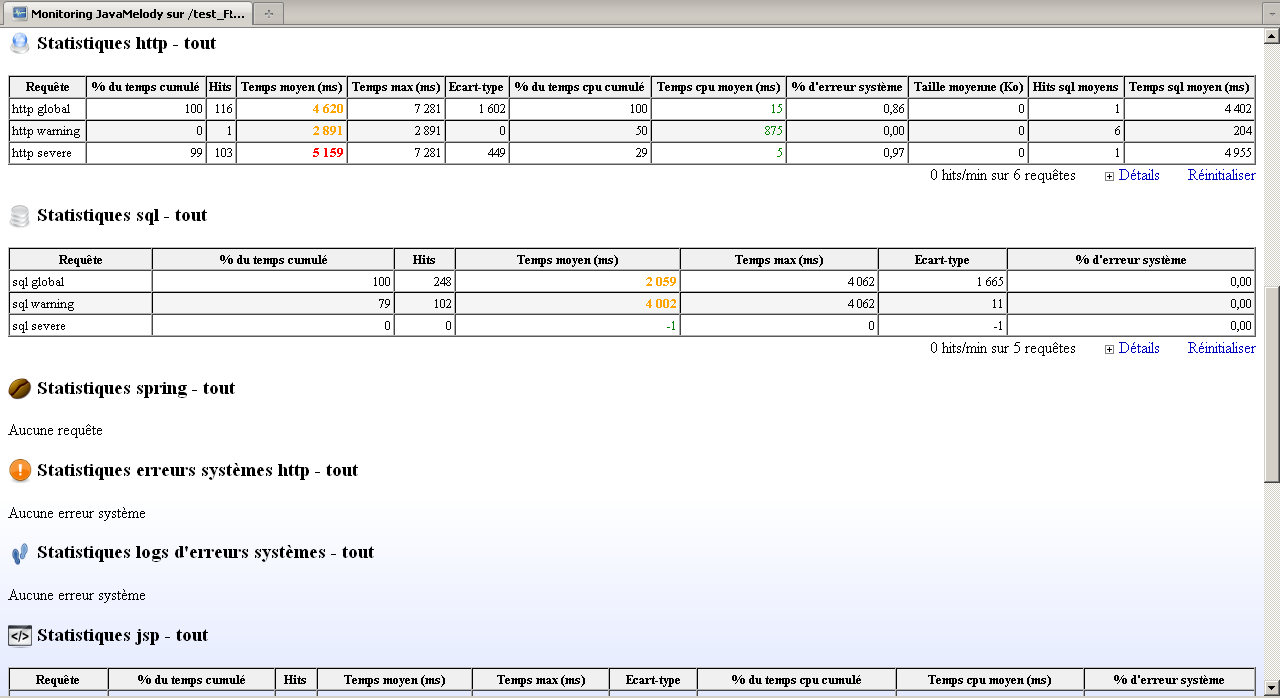 Monitoring JavaMelody sur /test_Ft...
Statistiques http - tout
Requête % du temps cumulé Hits Temps moyen (ms) Temps max (ms) Ecart-type % du temps cpu cumulé Temps cpu moyen (ms) % d'erreur système Taille moyenne (Ko) Hits sql moyens Temps sql moyen (ms)
http global 100 116 4 620 7 281 1 602 100 15 0,86 0 1 4 402
http warning 0 1 2 891 2 891 0 50 875 0,00 0 6 204
http severe 99 103 5 159 7 281 449 29 5 0,97 0 1 4 955
0 hits/min sur 6 requêtes Détails Réinitialiser
Statistiques sql - tout
Requête % du temps cumulé Hits Temps moyen (ms) Temps max (ms) Ecart-type % d'erreur système
sql global 100 248 2 059 4 062 1 665 0,00
sql warning 79 102 4 002 4 062 11 0,00
sql severe 0 0 -1 0 -1 0,00
0 hits/min sur 5 requêtes Détails Réinitialiser
Statistiques spring - tout
Aucune requête
Statistiques erreurs systèmes http - tout
Aucune erreur système
Statistiques logs d'erreurs systèmes - tout
Aucune erreur système
Statistiques jsp - tout
Requête % du temps cumulé Hits Temps moyen (ms) Temps max (ms) Ecart-type % du temps cpu cumulé Temps cpu moyen (ms) % d'erreur système